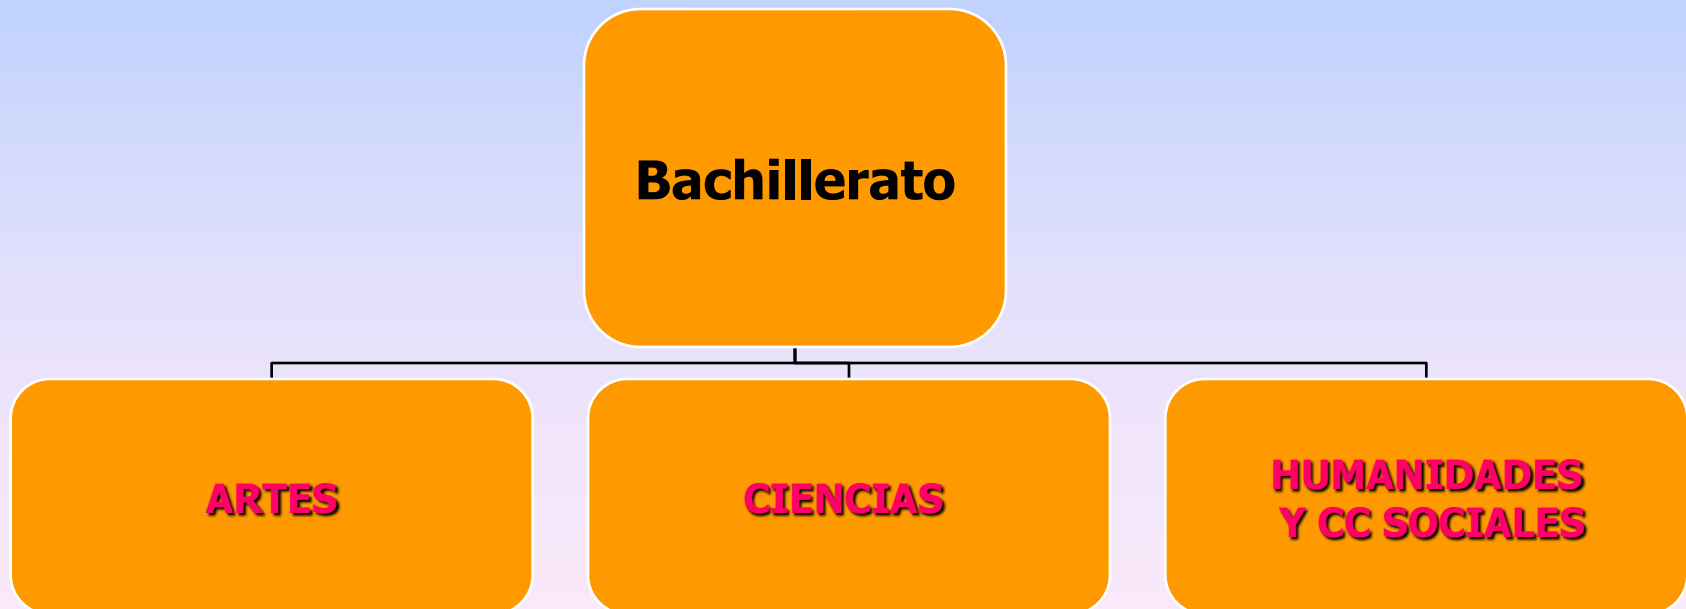 Bachillerato
ARTES
CIENCIAS
HUMANIDADES
Y CC SOCIALES